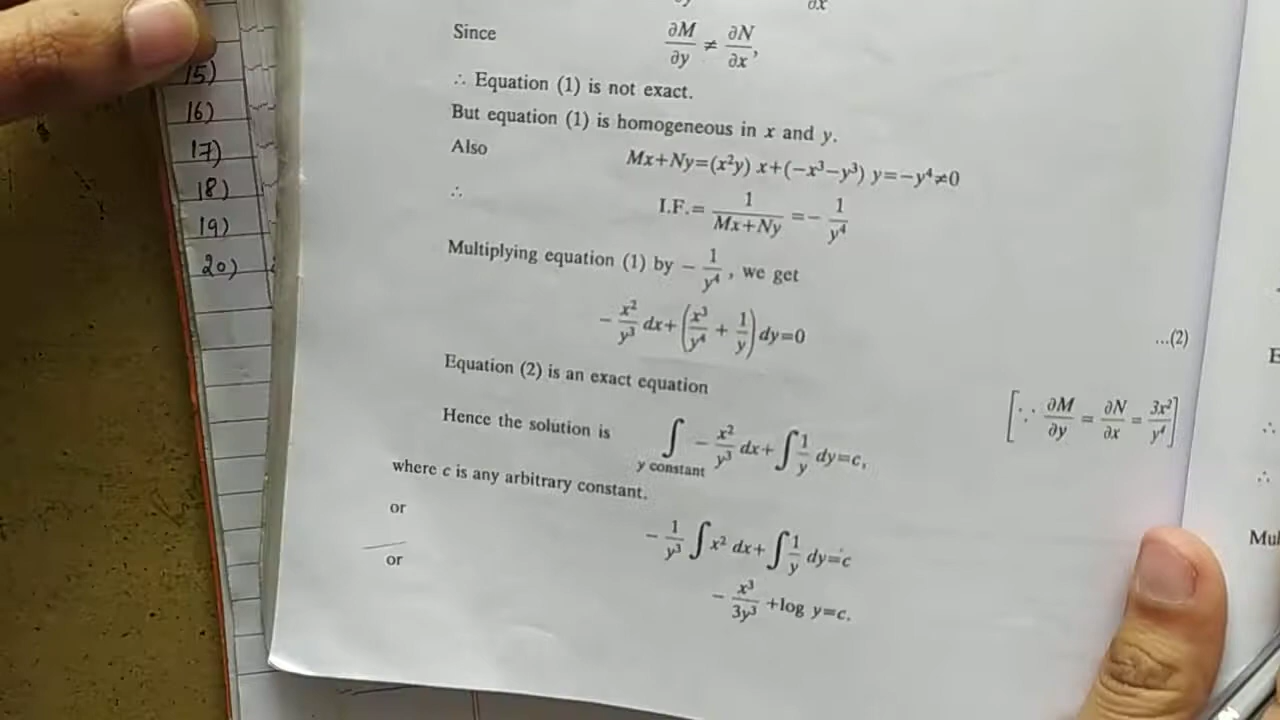 ∂x
Since ∂M/∂y ≠ ∂N/∂x,
∴ Equation (1) is not exact.
But equation (1) is homogeneous in x and y.
Also Mx+Ny=(x²y) x+(−x³−y³) y=−y⁴≠0
∴ I.F.= 1/(Mx+Ny) =− 1/y⁴
Multiplying equation (1) by − 1/y⁴, we get
− x²/y³ dx+(x³/y⁴ + 1/y) dy=0 ...(2)
Equation (2) is an exact equation [∵ ∂M/∂y = ∂N/∂x = 3x²/y⁴]
Hence the solution is ∫ − x²/y³ dx+ ∫ 1/y dy=c,
y constant
where c is any arbitrary constant.
or − 1/y³ ∫ x² dx+ ∫ 1/y dy=c
or − x³/3y³ +log y=c.
15)
16)
17)
18)
19)
20)
E
∴
∴
Mul